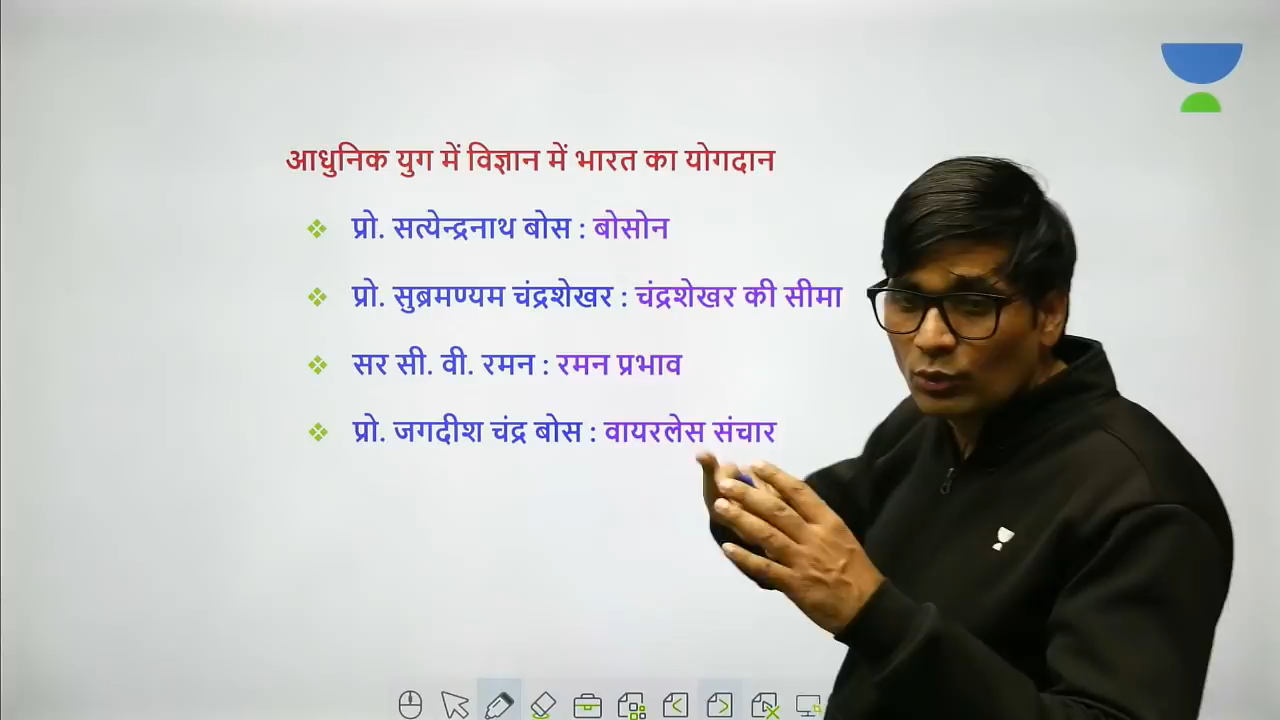 आधुनिक युग में विज्ञान में भारत का योगदान
प्रो. सत्येन्द्रनाथ बोस : बोसोन
प्रो. सुब्रमण्यम चंद्रशेखर : चंद्रशेखर की सीमा
सर सी. वी. रमन : रमन प्रभाव
प्रो. जगदीश चंद्र बोस : वायरलेस संचार